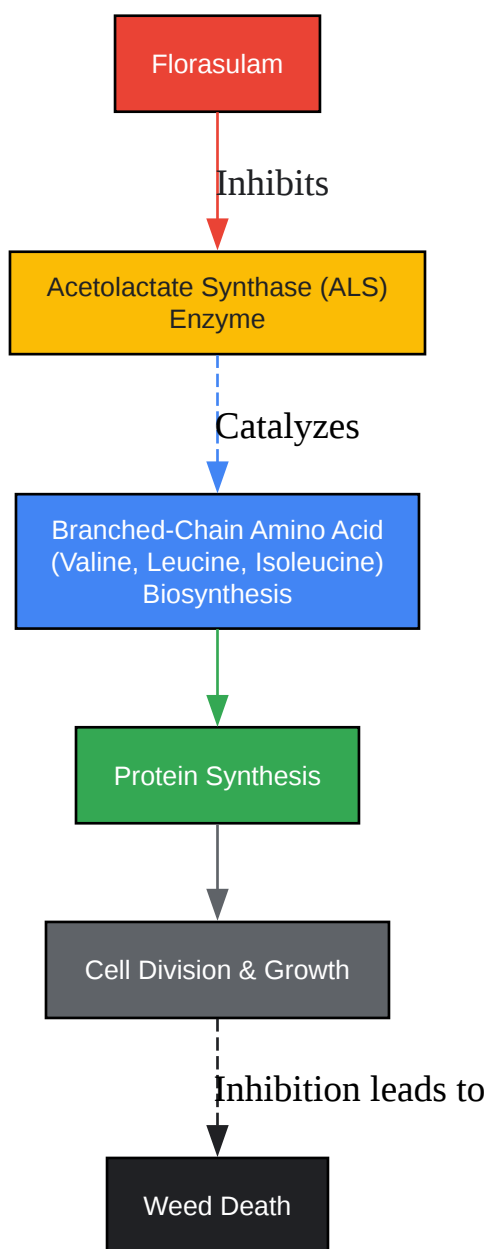 Florasulam
Inhibits
Acetolactate Synthase (ALS)
Enzyme
Catalyzes
Branched-Chain Amino Acid
(Valine, Leucine, Isoleucine)
Biosynthesis
Protein Synthesis
Cell Division & Growth
Inhibition leads to
Weed Death